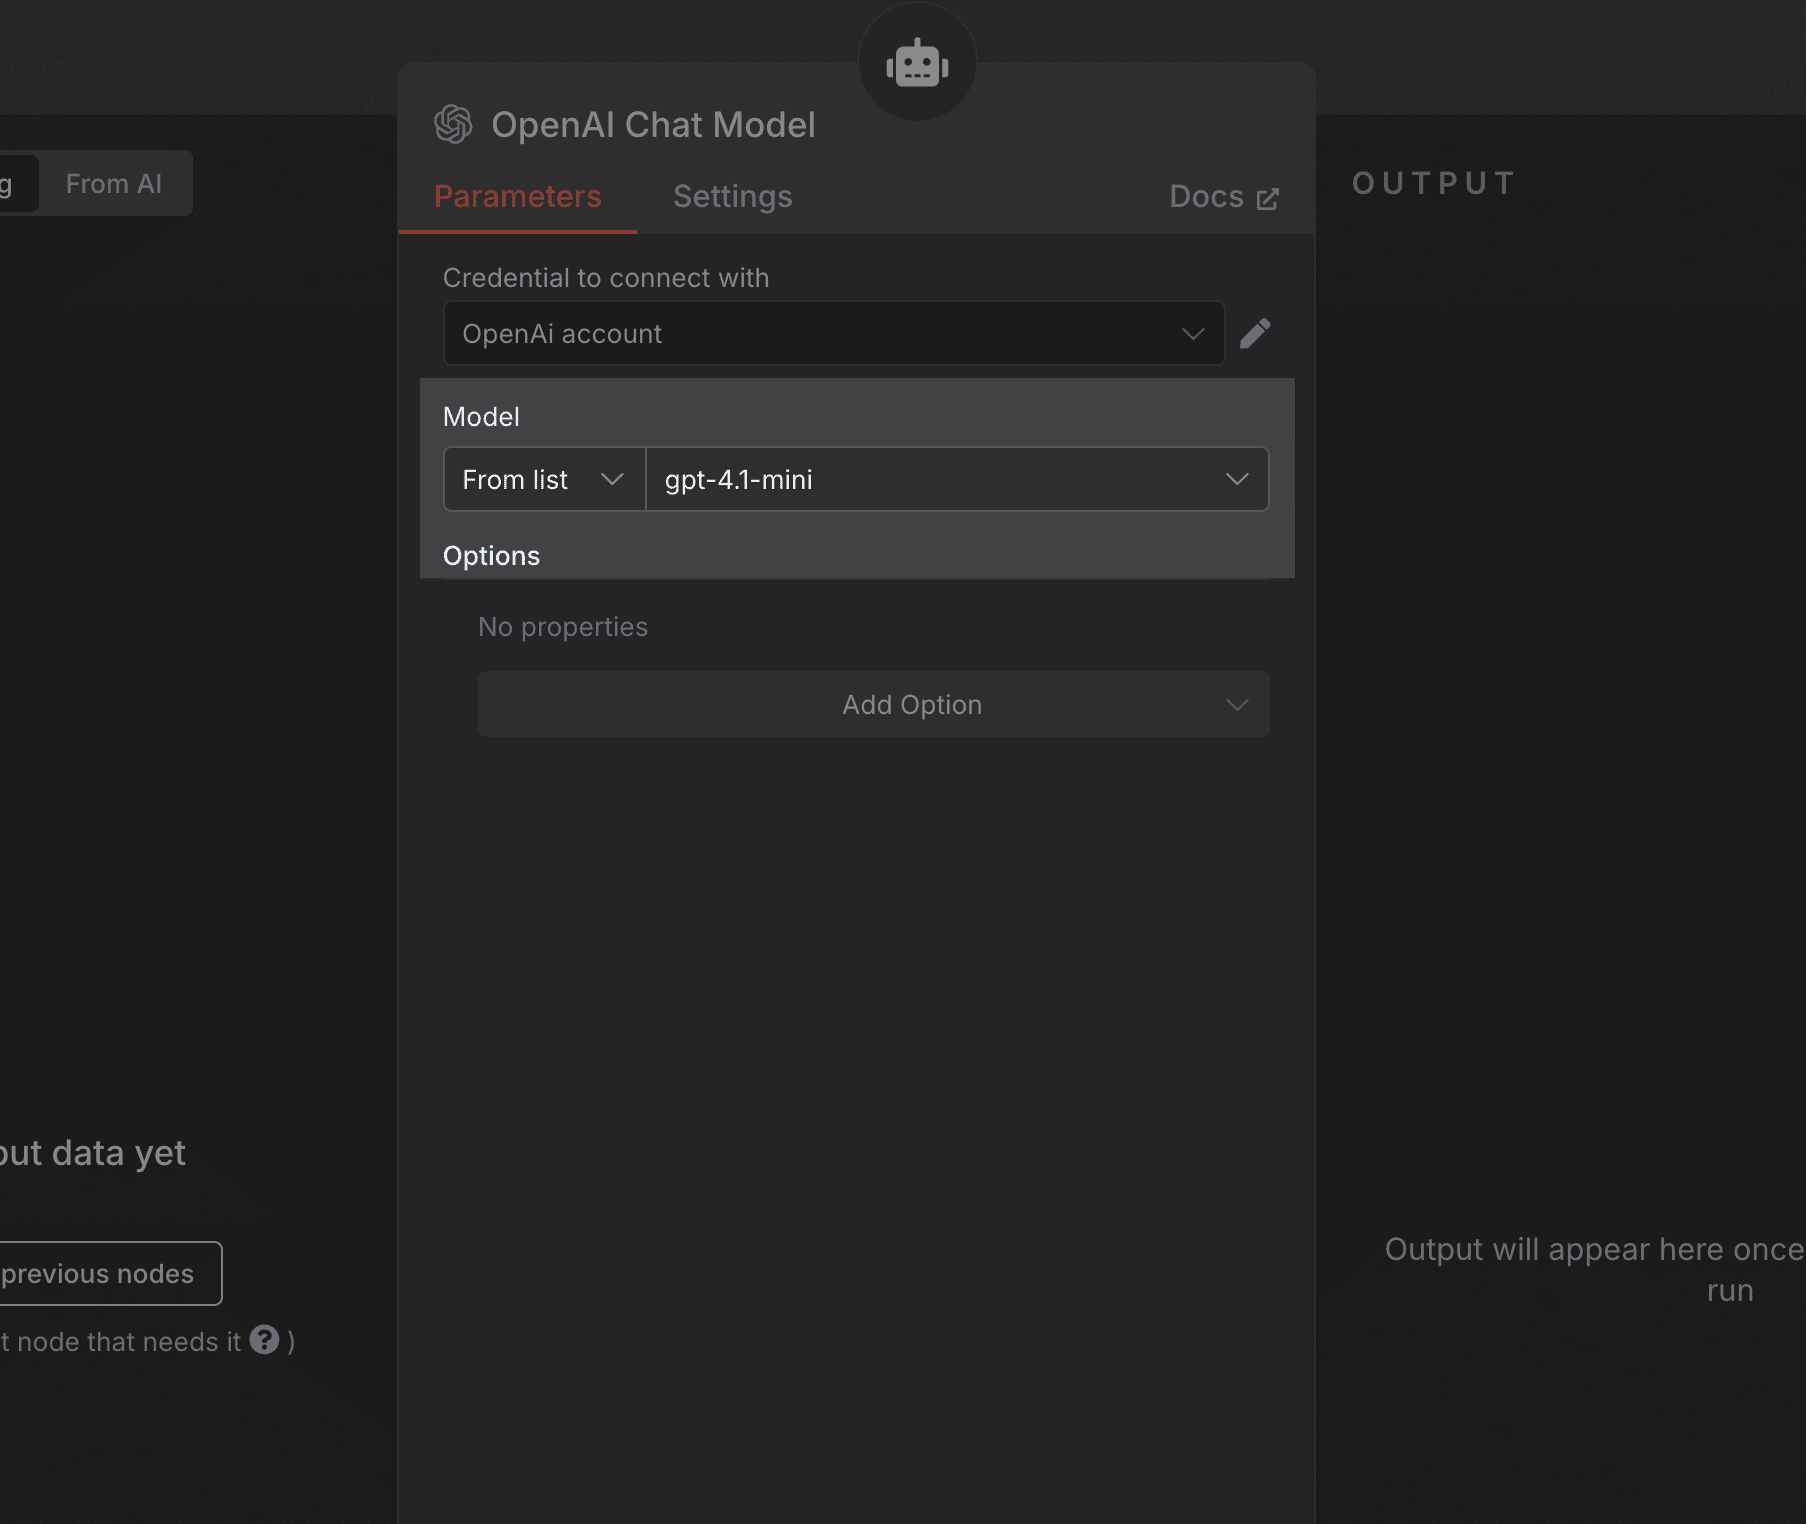 OpenAI Chat Model
Parameters
Settings
Docs
g
From AI
OUTPUT
Credential to connect with
OpenAi account
Model
From list
gpt-4.1-mini
Options
No properties
Add Option
out data yet
previous nodes
t node that needs it ? )
Output will appear here once
run